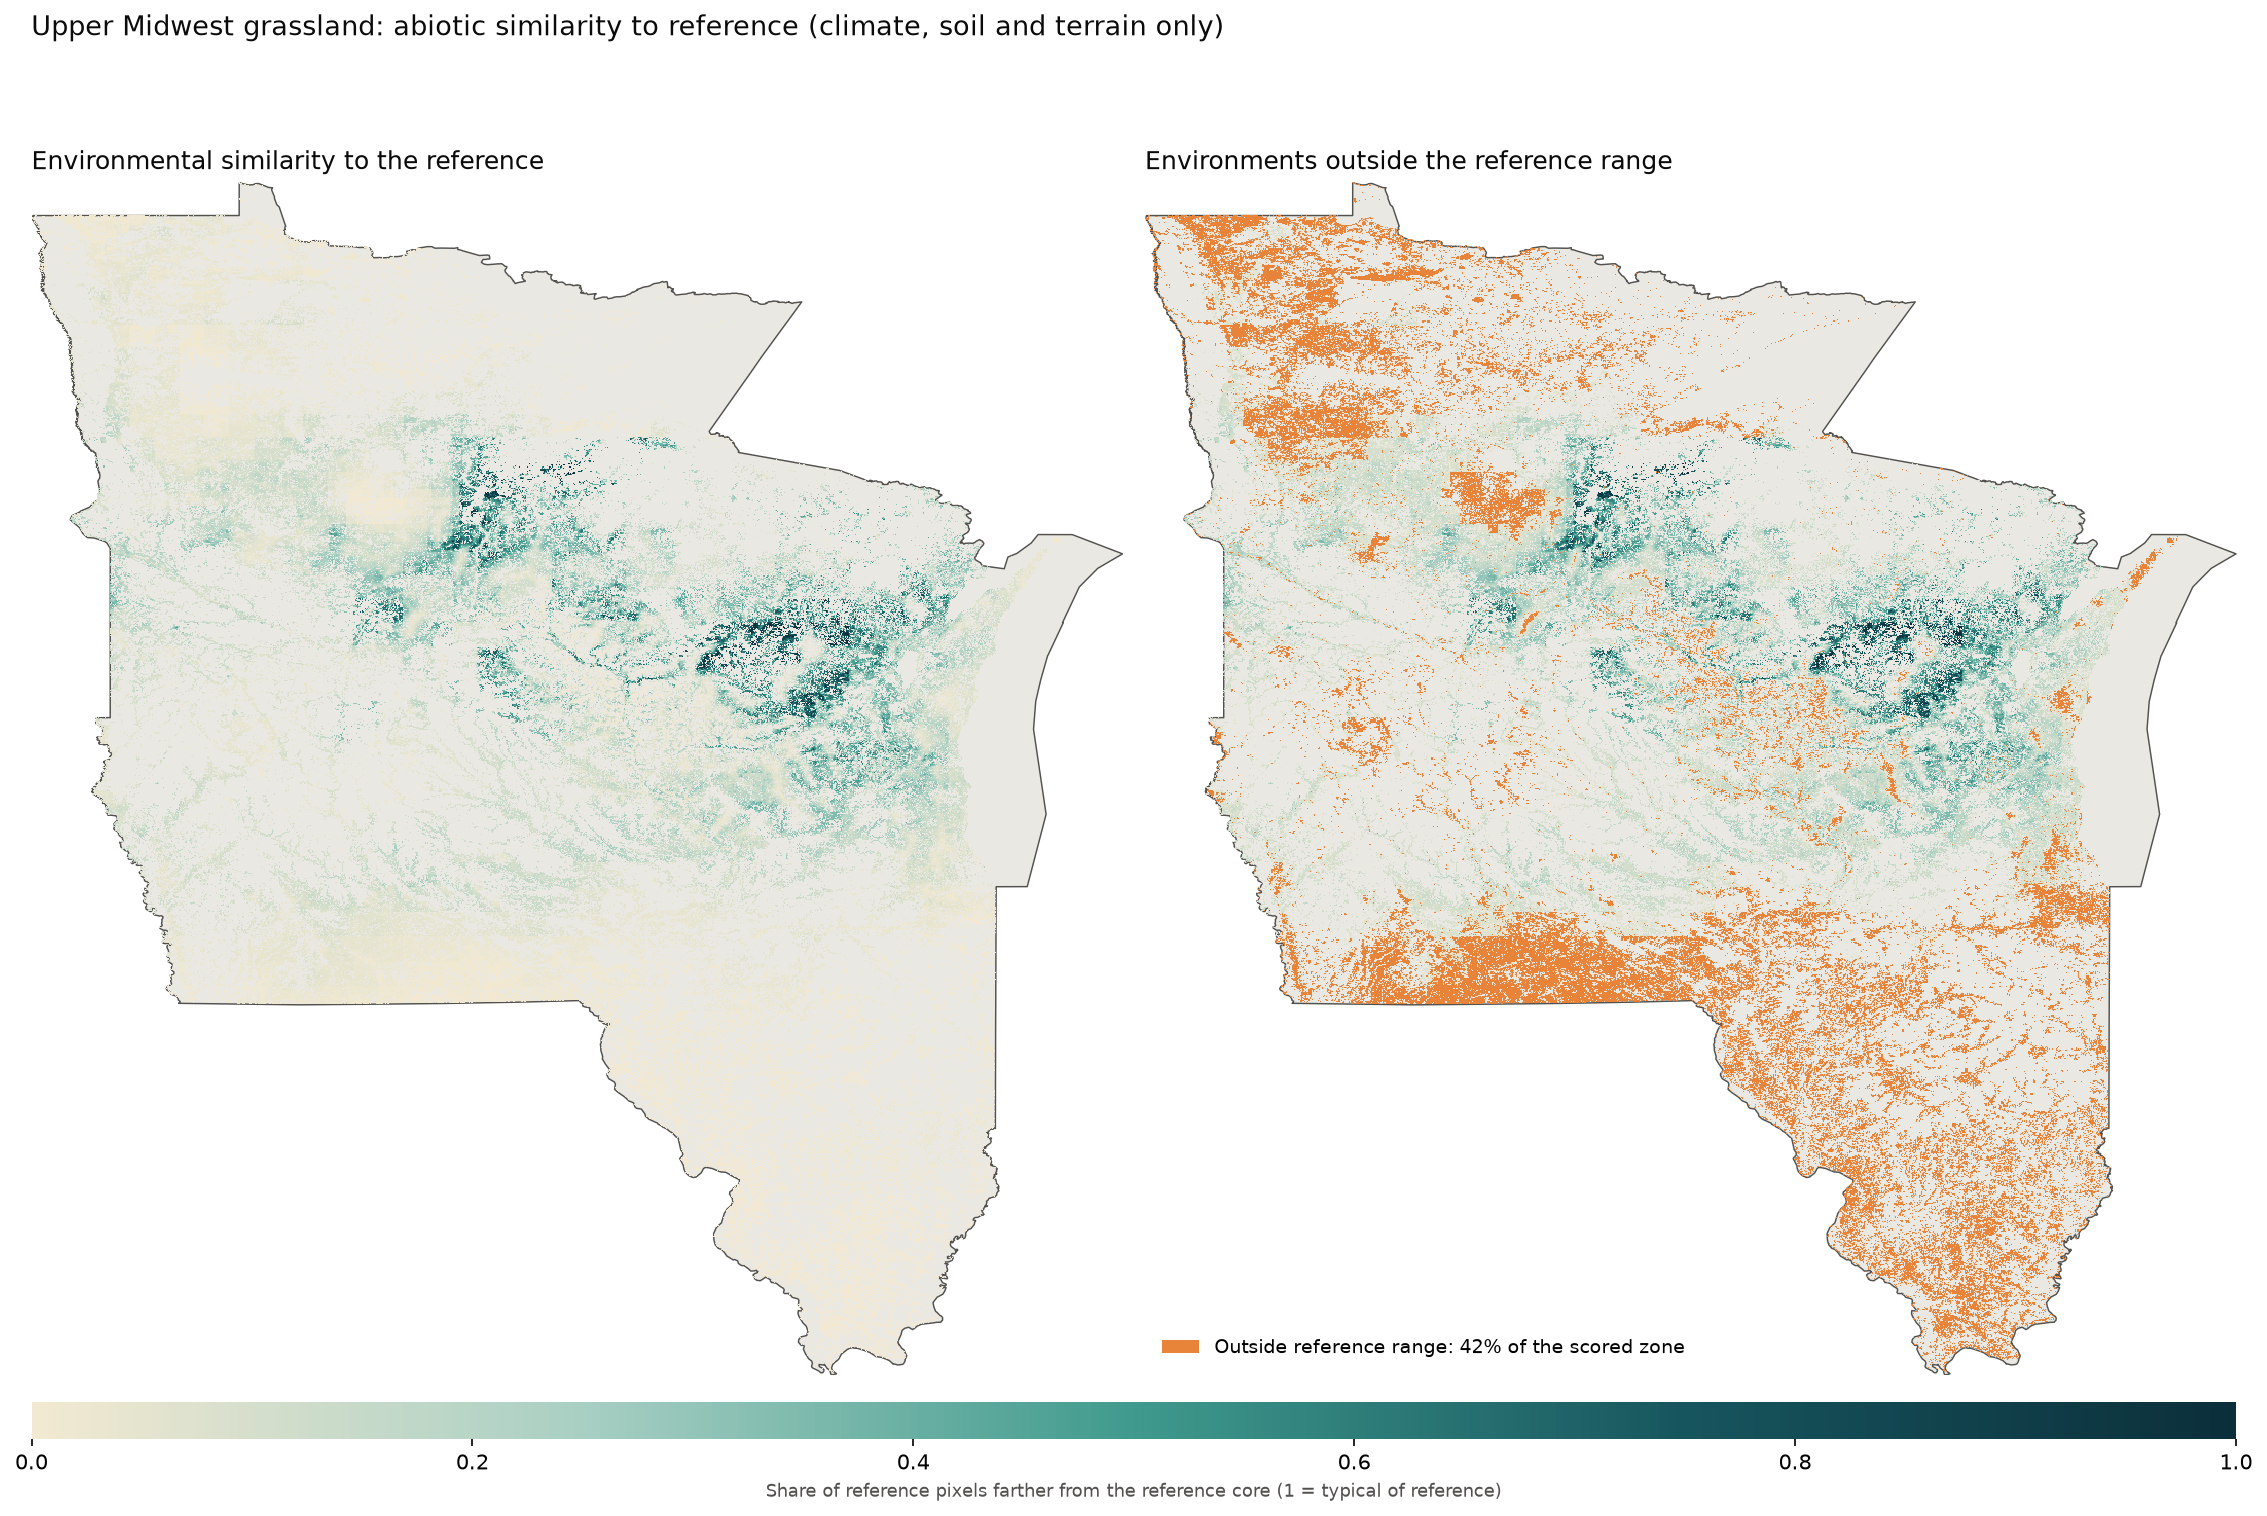 Upper Midwest grassland: abiotic similarity to reference (climate, soil and terrain only)
Environmental similarity to the reference
Environments outside the reference range
Outside reference range: 42% of the scored zone
0.0 0.2 0.4 0.6 0.8 1.0
Share of reference pixels farther from the reference core (1 = typical of reference)